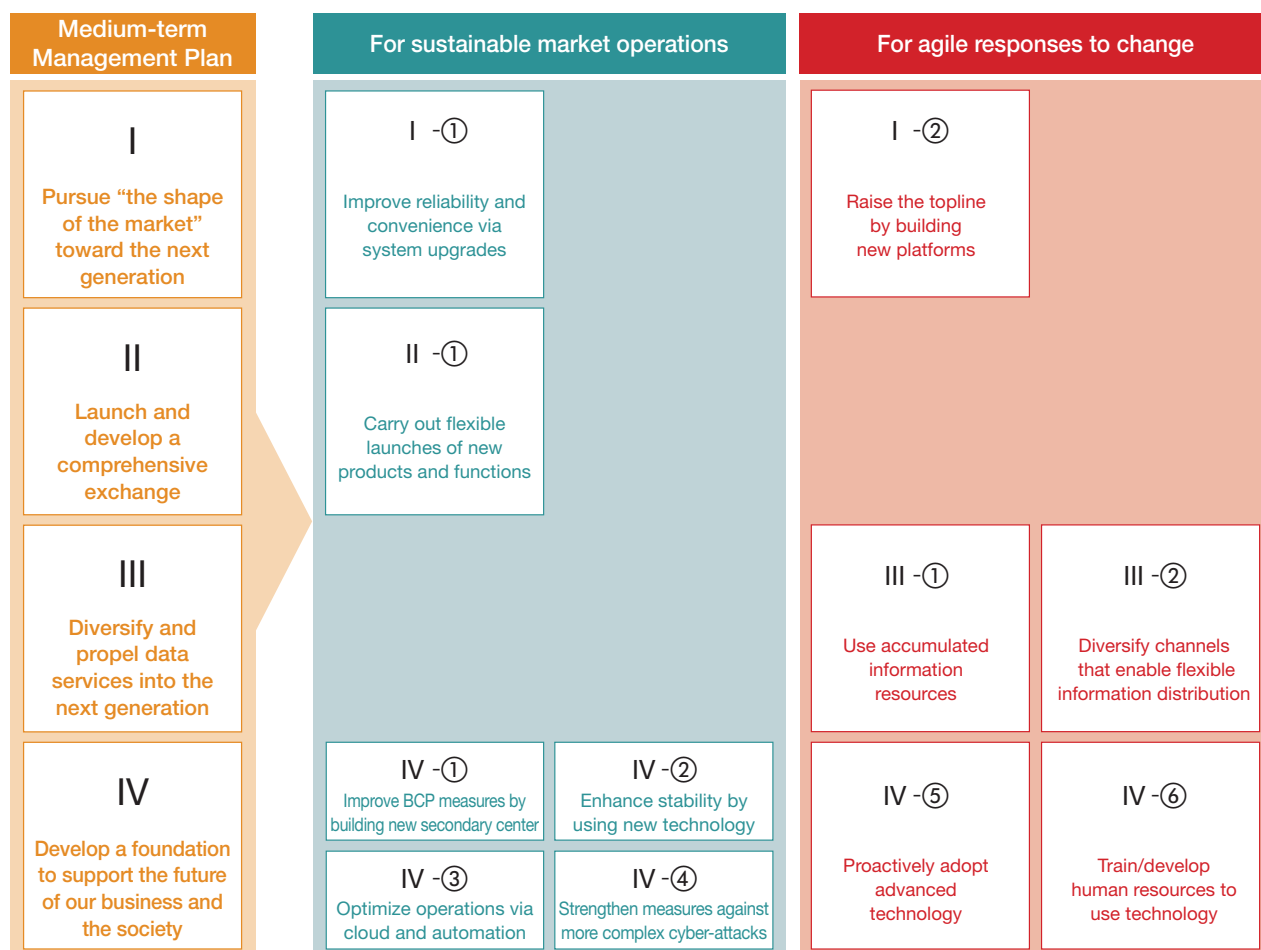 Medium-term
Management Plan
For sustainable market operations
For agile responses to change
I
Pursue “the shape
of the market”
toward the next
generation
I -①
Improve reliability and
convenience via
system upgrades
I -②
Raise the topline
by building
new platforms
II
Launch and
develop a
comprehensive
exchange
II -①
Carry out flexible
launches of new
products and functions
III
Diversify and
propel data
services into the
next generation
III -①
Use accumulated
information
resources
III -②
Diversify channels
that enable flexible
information distribution
IV
Develop a foundation
to support the future
of our business and
the society
IV -①
Improve BCP measures by
building new secondary center
IV -②
Enhance stability by
using new technology
IV -③
Optimize operations via
cloud and automation
IV -④
Strengthen measures against
more complex cyber-attacks
IV -⑤
Proactively adopt
advanced
technology
IV -⑥
Train/develop
human resources to
use technology